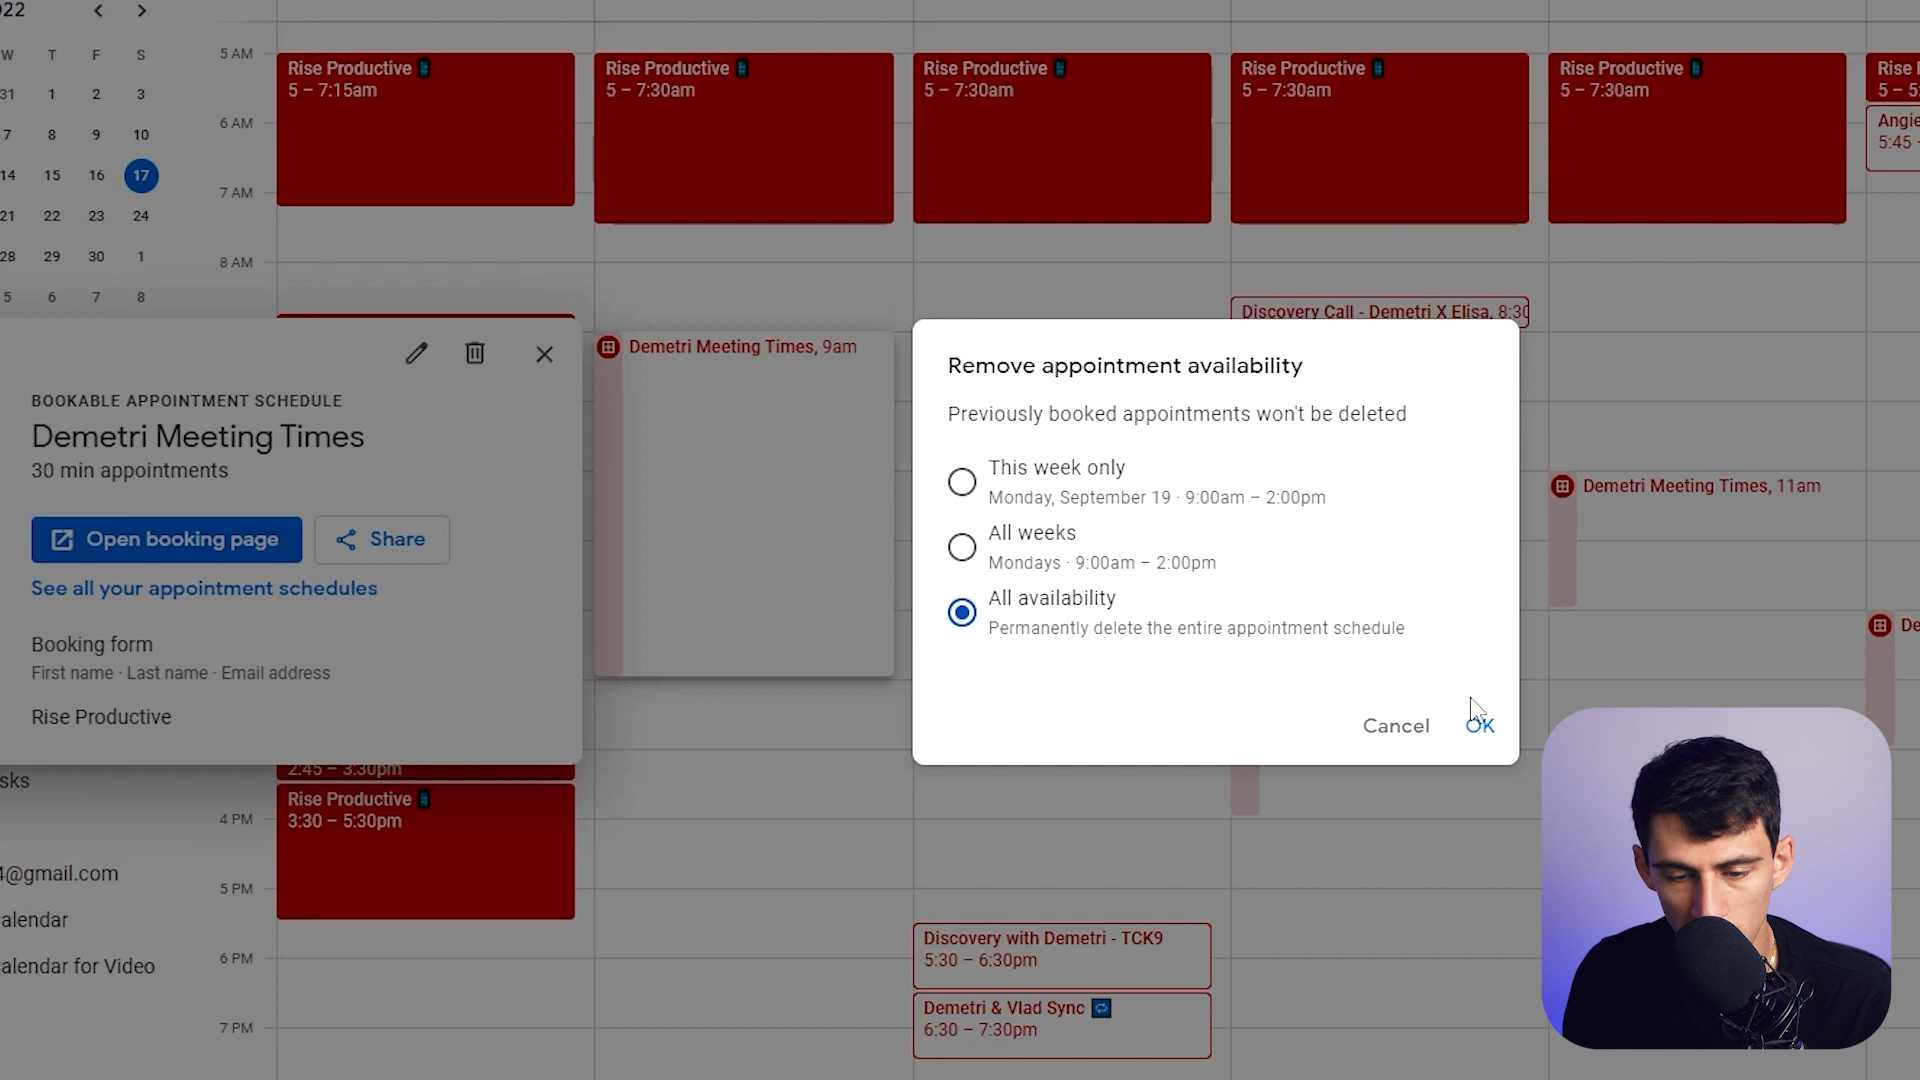 022
W T F S
31 1 2 3
7 8 9 10
14 15 16 17
21 22 23 24
28 29 30 1
5 6 7 8
sks
4@gmail.com
alendar
alendar for Video
5 AM
6 AM
7 AM
8 AM
4 PM
5 PM
6 PM
7 PM
Rise Productive
5 – 7:15am
Rise Productive
5 – 7:30am
Rise Productive
5 – 7:30am
Rise Productive
5 – 7:30am
Rise Productive
5 – 7:30am
Rise
5 – 5:
Angie
5:45
Discovery Call - Demetri X Elisa, 8:30
Demetri Meeting Times, 9am
Demetri Meeting Times, 11am
De
BOOKABLE APPOINTMENT SCHEDULE
Demetri Meeting Times
30 min appointments
Open booking page
Share
See all your appointment schedules
Booking form
First name · Last name · Email address
Rise Productive
Remove appointment availability
Previously booked appointments won't be deleted
This week only
Monday, September 19 · 9:00am – 2:00pm
All weeks
Mondays · 9:00am – 2:00pm
All availability
Permanently delete the entire appointment schedule
Cancel
OK
2:45 – 3:30pm
Rise Productive
3:30 – 5:30pm
Discovery with Demetri - TCK9
5:30 – 6:30pm
Demetri & Vlad Sync
6:30 – 7:30pm